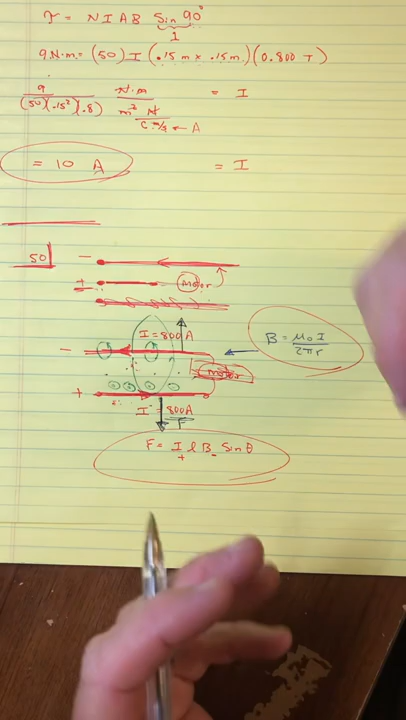 τ = N I A B Sin 90°
1
9 N·m = (50) I (.15 m x .15 m)(0.800 T)
9 / (50)(.15²)(.8) N·m / m² N / C·m/s ← A = I
= 10 A = I
50 −
+ motor
I = 800 A
− B = μ₀ I / 2πr
motor
+
I = 800 A
F
F = I l B Sin θ
+ −